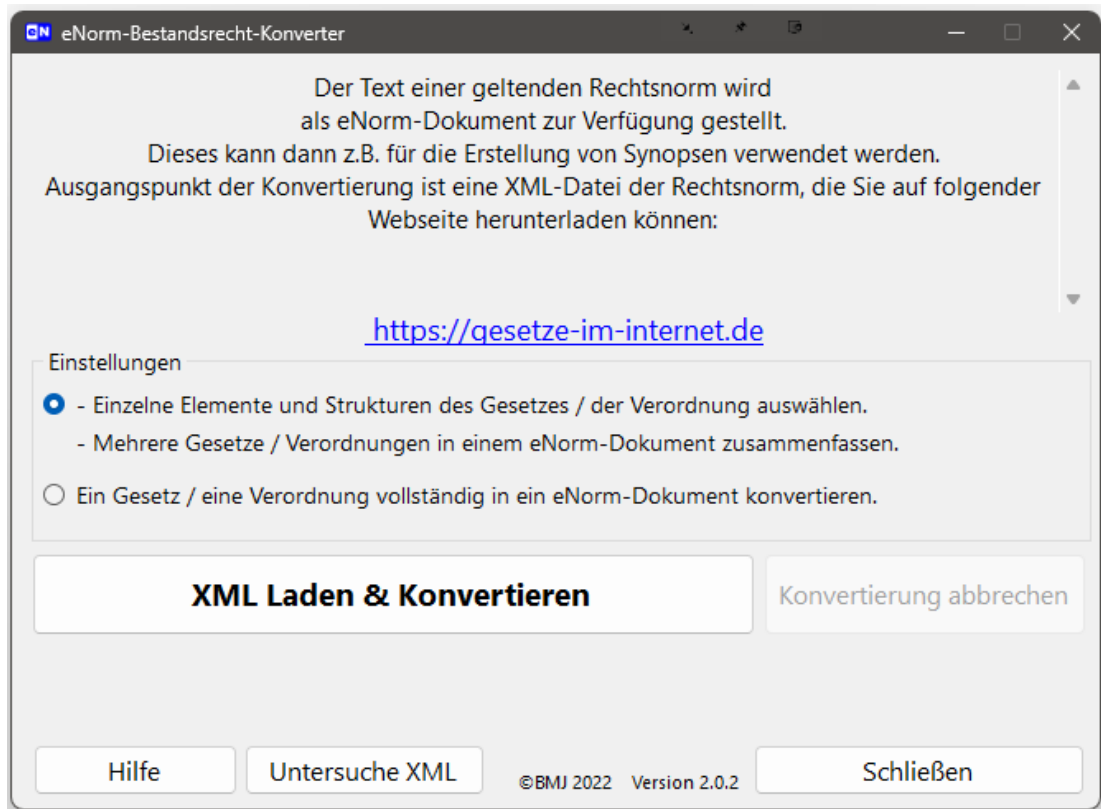 eN eNorm-Bestandsrecht-Konverter
Der Text einer geltenden Rechtsnorm wird
als eNorm-Dokument zur Verfügung gestellt.
Dieses kann dann z.B. für die Erstellung von Synopsen verwendet werden.
Ausgangspunkt der Konvertierung ist eine XML-Datei der Rechtsnorm, die Sie auf folgender
Webseite herunterladen können:
https://gesetze-im-internet.de
Einstellungen
- Einzelne Elemente und Strukturen des Gesetzes / der Verordnung auswählen.
- Mehrere Gesetze / Verordnungen in einem eNorm-Dokument zusammenfassen.
Ein Gesetz / eine Verordnung vollständig in ein eNorm-Dokument konvertieren.
XML Laden & Konvertieren Konvertierung abbrechen
Hilfe Untersuche XML ©BMJ 2022 Version 2.0.2 Schließen